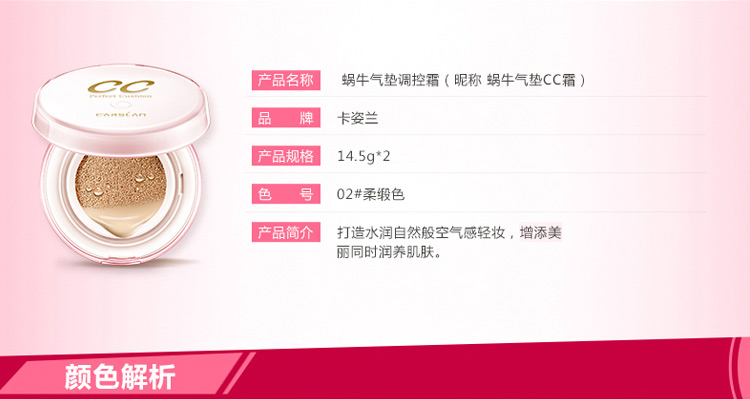 CC
Perfect Cushion
CARSLAN
产品名称 蜗牛气垫调控霜（昵称 蜗牛气垫CC霜）
品 牌 卡姿兰
产品规格 14.5g*2
色 号 02#柔缎色
产品简介 打造水润自然般空气感轻妆，增添美
丽同时润养肌肤。
颜色解析